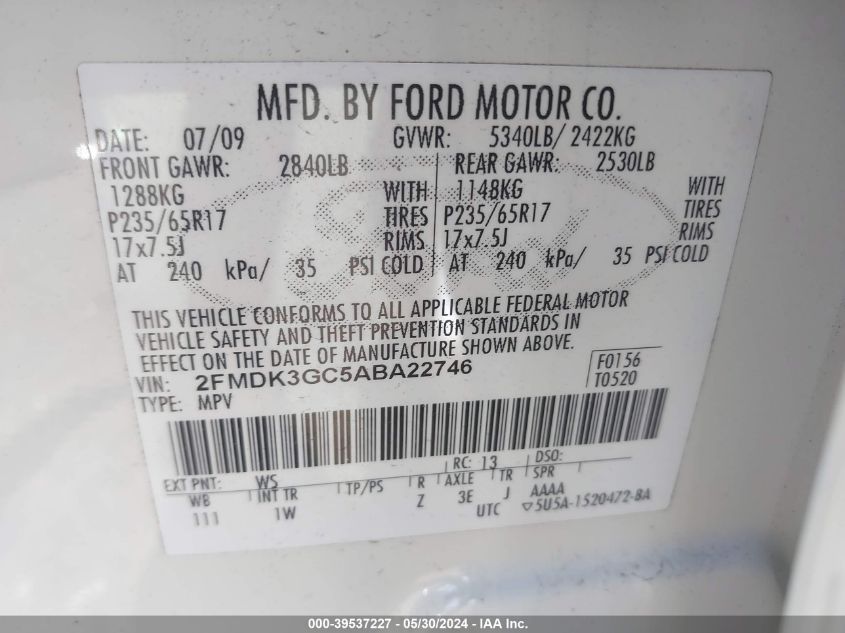 MFD. BY FORD MOTOR CO.
DATE: 07/09 GVWR: 5340LB/ 2422KG
FRONT GAWR: 2840LB REAR GAWR: 2530LB
1288KG WITH 1148KG WITH
P235/65R17 TIRES P235/65R17 TIRES
17x7.5J RIMS 17x7.5J RIMS
AT 240 kPa/ 35 PSI COLD AT 240 kPa/ 35 PSI COLD
THIS VEHICLE CONFORMS TO ALL APPLICABLE FEDERAL MOTOR
VEHICLE SAFETY AND THEFT PREVENTION STANDARDS IN
EFFECT ON THE DATE OF MANUFACTURE SHOWN ABOVE.
VIN: 2FMDK3GC5ABA22746 F0156
TYPE: MPV T0520
EXT PNT: WS RC: 13 DSO:
WB INT TR TP/PS R AXLE TR SPR
111 1W Z 3E J AAAA
UTC ▽5U5A-1520472-BA
000-39537227 - 05/30/2024 - IAA Inc.